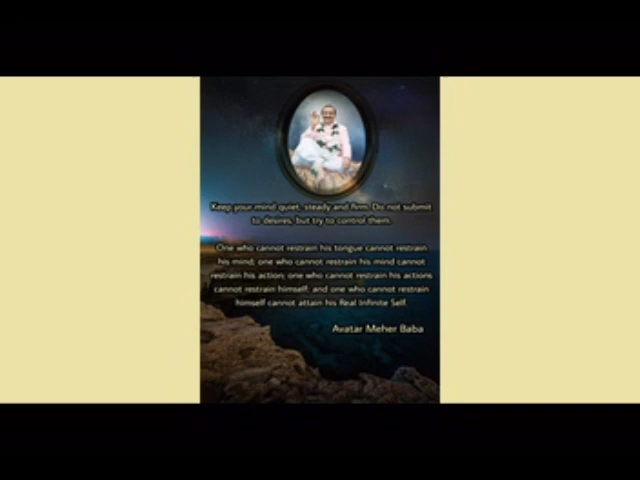 Keep your mind quiet, steady and firm. Do not submit
to desires, but try to control them.
One who cannot restrain his tongue cannot restrain
his mind; one who cannot restrain his mind cannot
restrain his action; one who cannot restrain his actions
cannot restrain himself; and one who cannot restrain
himself cannot attain his Real Infinite Self.
Avatar Meher Baba